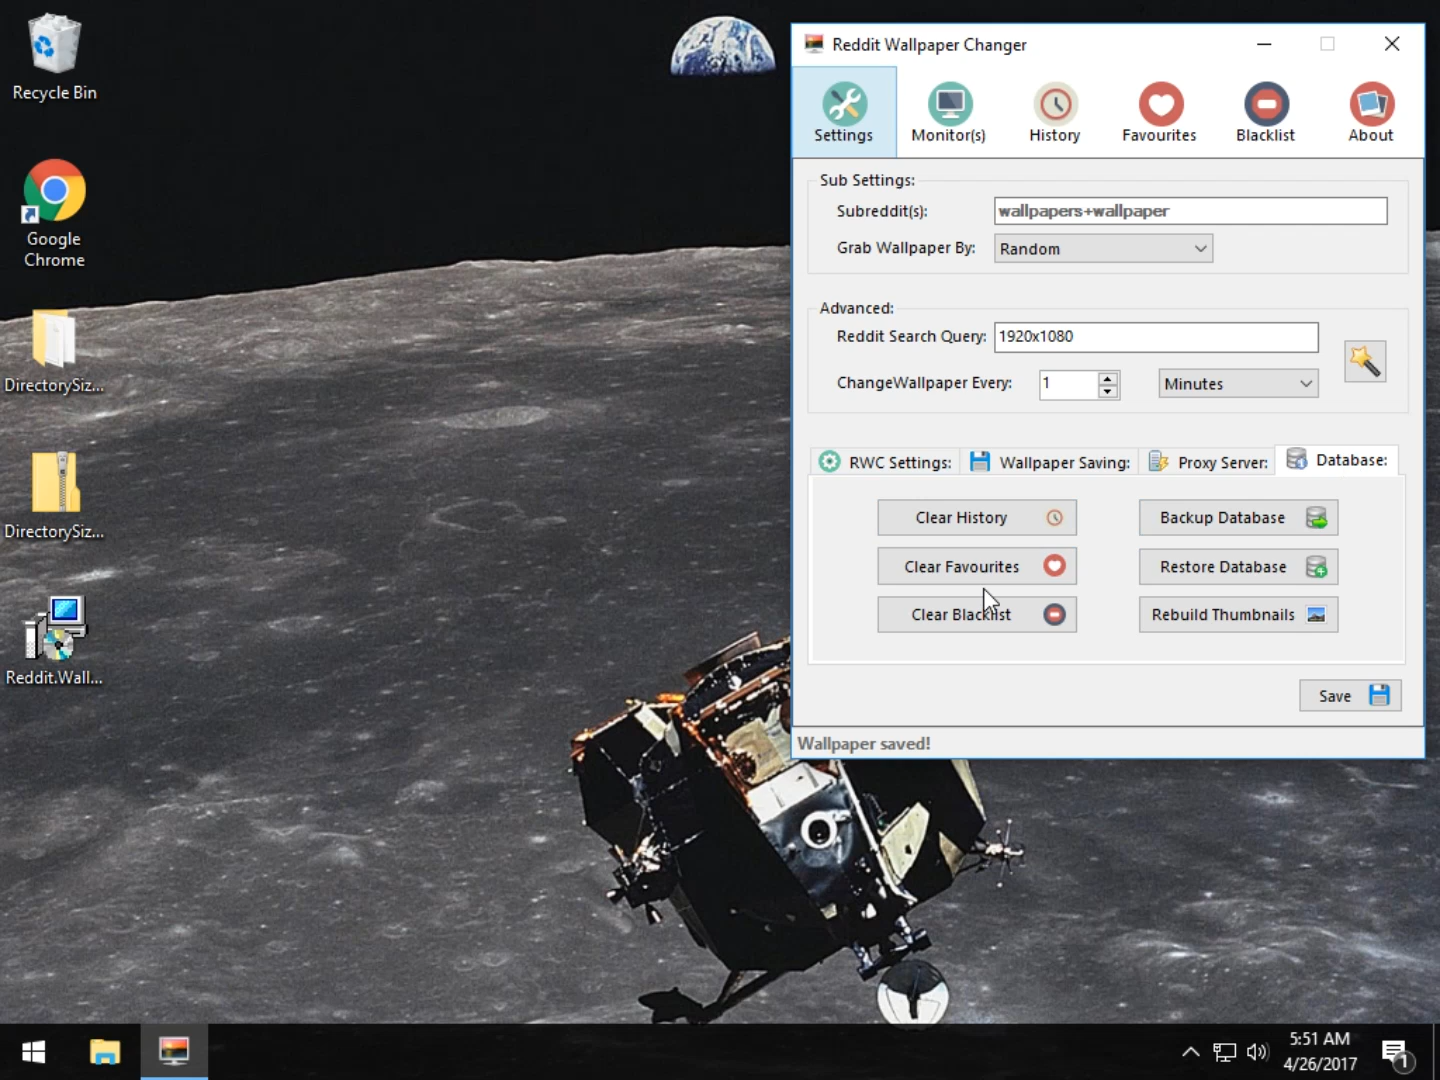 Recycle Bin
Google
Chrome
DirectorySiz...
DirectorySiz...
Reddit.Wall...
Reddit Wallpaper Changer
Settings
Monitor(s)
History
Favourites
Blacklist
About
Sub Settings:
Subreddit(s):
wallpapers+wallpaper
Grab Wallpaper By:
Random
Advanced:
Reddit Search Query:
1920x1080
ChangeWallpaper Every:
1
Minutes
RWC Settings:
Wallpaper Saving:
Proxy Server:
Database:
Clear History
Backup Database
Clear Favourites
Restore Database
Clear Blacklist
Rebuild Thumbnails
Save
Wallpaper saved!
5:51 AM
4/26/2017
1